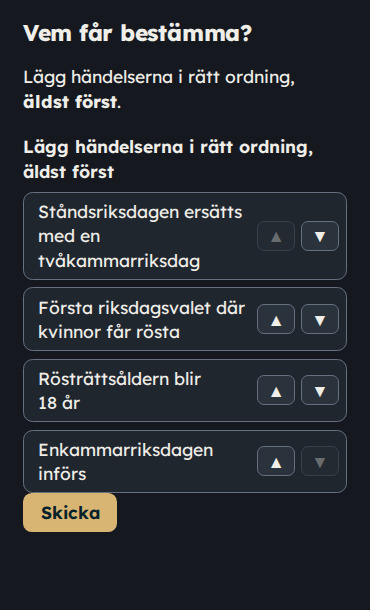 Vem får bestämma?
Lägg händelserna i rätt ordning,
äldst först.
Lägg händelserna i rätt ordning,
äldst först
Ståndsriksdagen ersätts
med en
tvåkammarriksdag
▲ ▼
Första riksdagsvalet där
kvinnor får rösta
▲ ▼
Rösträttsåldern blir
18 år
▲ ▼
Enkammarriksdagen
införs
▲ ▼
Skicka